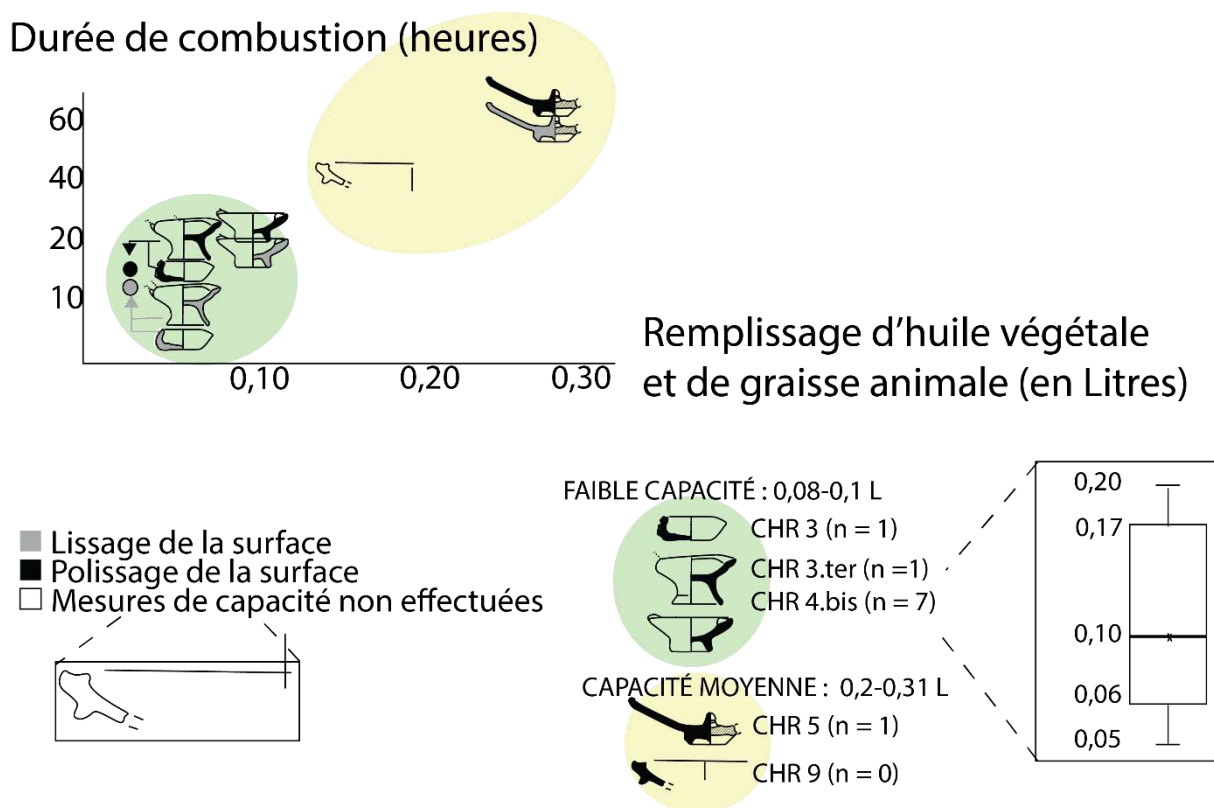 Durée de combustion (heures)
60
40
20
10
0,10 0,20 0,30
Remplissage d'huile végétale
et de graisse animale (en Litres)
Lissage de la surface
Polissage de la surface
Mesures de capacité non effectuées
FAIBLE CAPACITÉ : 0,08-0,1 L
CHR 3 (n = 1)
CHR 3.ter (n =1)
CHR 4.bis (n = 7)
CAPACITÉ MOYENNE : 0,2-0,31 L
CHR 5 (n = 1)
CHR 9 (n = 0)
0,20
0,17
0,10
0,06
0,05